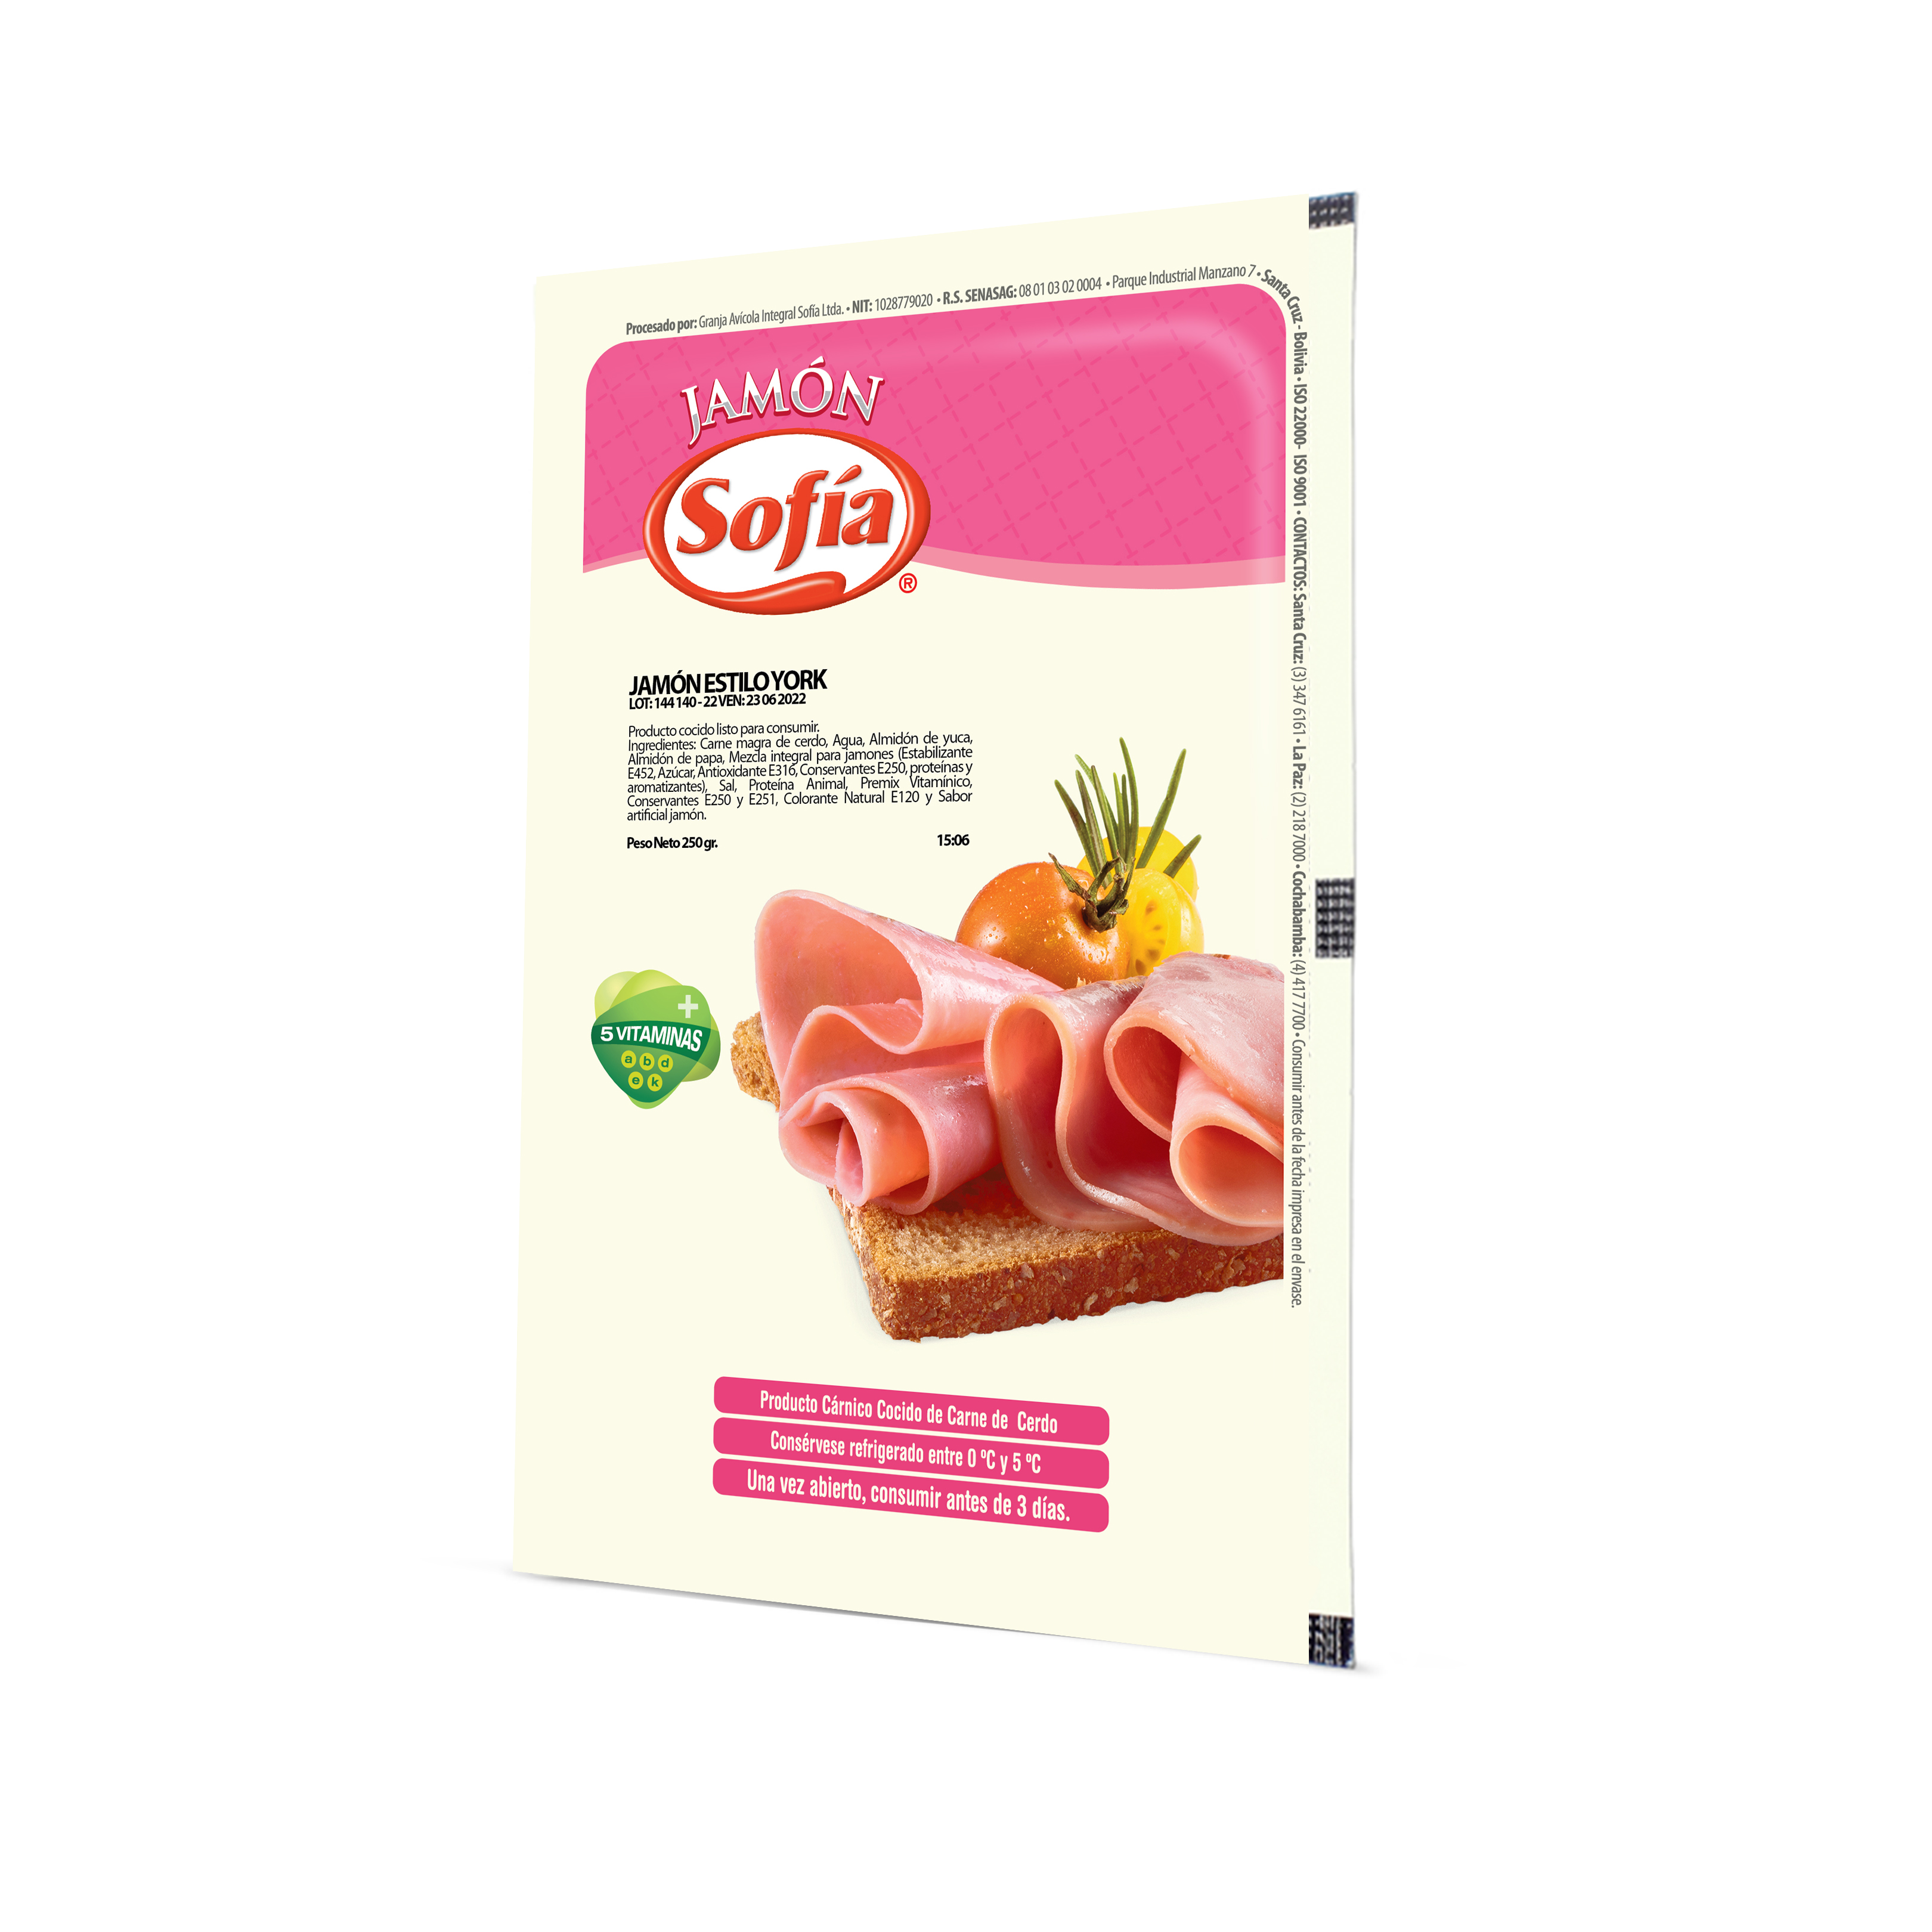 Procesado por: Granja Avícola Integral Sofía Ltda. • NIT: 1028779020 • R.S. SENASAG: 08 01 03 02 0004 • Parque Industrial Manzano 7 • Santa Cruz - Bolivia • ISO 22000- ISO 9001 • CONTACTOS: Santa Cruz: (3) 347 6161 • La Paz: (2) 218 7000 • Cochabamba: (4) 417 7700 • Consumir antes de la fecha impresa en el envase.
JAMÓN
Sofía
®
JAMÓN ESTILO YORK
LOT: 144 140 - 22 VEN: 23 06 2022
Producto cocido listo para consumir.
Ingredientes: Carne magra de cerdo, Agua, Almidón de yuca,
Almidón de papa, Mezcla integral para jamones (Estabilizante
E452, Azúcar, Antioxidante E316, Conservantes E250, proteínas y
aromatizantes), Sal, Proteína Animal, Premix Vitamínico,
Conservantes E250 y E251, Colorante Natural E120 y Sabor
artificial jamón.
Peso Neto 250 gr. 15:06
+
5 VITAMINAS
a b d
e k
Producto Cárnico Cocido de Carne de Cerdo
Consérvese refrigerado entre 0 ºC y 5 ºC
Una vez abierto, consumir antes de 3 días.